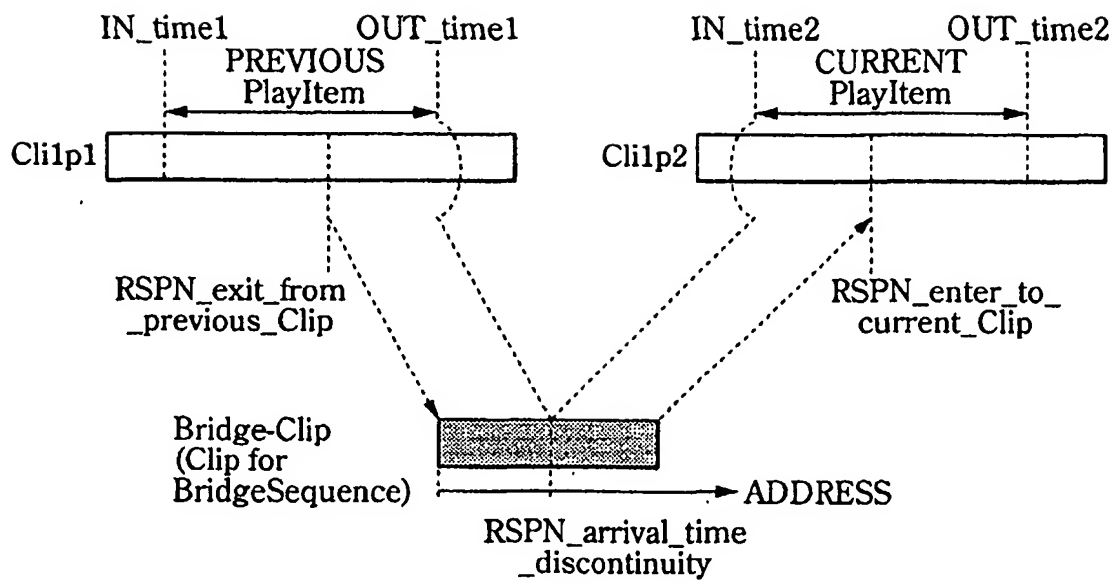 IN_time1
OUT_time1
IN_time2
OUT_time2
PREVIOUS
PlayItem
CURRENT
PlayItem
Cli1p1
Cli1p2
RSPN_exit_from
_previous_Clip
RSPN_enter_to_
current_Clip
Bridge-Clip
(Clip for
BridgeSequence)
ADDRESS
RSPN_arrival_time
_discontinuity